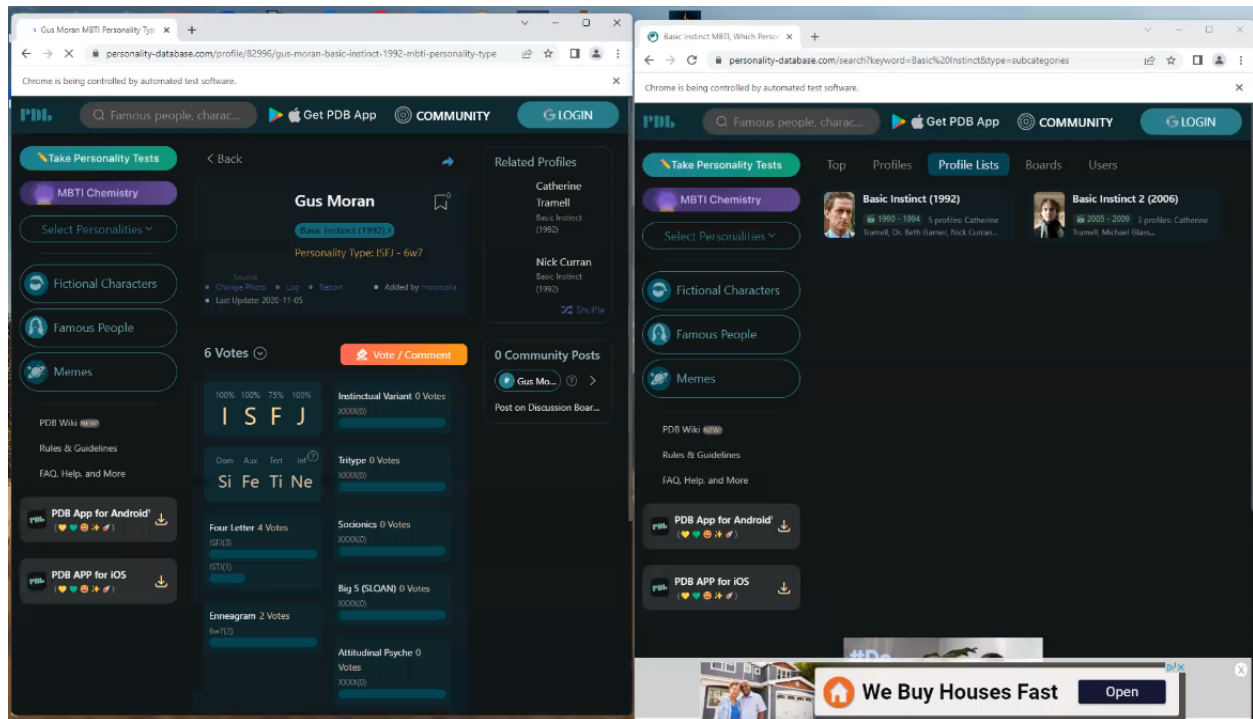 Gus Moran MBTI Personality Typ
personality-database.com/profile/82996/gus-moran-basic-instinct-1992-mbti-personality-type
Chrome is being controlled by automated test software.
PDB.
Famous people, charac...
Get PDB App
COMMUNITY
G LOGIN
Take Personality Tests
MBTI Chemistry
Select Personalities
Fictional Characters
Famous People
Memes
PDB Wiki NEW!
Rules & Guidelines
FAQ, Help, and More
PDB App for Android
PDB APP for iOS
< Back
Gus Moran
0
Basic Instinct (1992) >
Personality Type: ISFJ - 6w7
Source
Change Photo
Log
Report
Added by mooncola
Last Update: 2020-11-05
6 Votes
Vote / Comment
100% 100% 75% 100%
I S F J
Dom Aux Tert Inf ?
Si Fe Ti Ne
Four Letter 4 Votes
ISFJ(3)
ISTJ(1)
Enneagram 2 Votes
6w7(2)
Instinctual Variant 0 Votes
XXXX(0)
Tritype 0 Votes
XXXX(0)
Socionics 0 Votes
XXXX(0)
Big 5 (SLOAN) 0 Votes
XXXX(0)
Attitudinal Psyche 0
Votes
XXXX(0)
Related Profiles
Catherine
Tramell
Basic Instinct
(1992)
Nick Curran
Basic Instinct
(1992)
Shuffle
0 Community Posts
Gus Mo...
?
Post on Discussion Boar...
Basic Instinct MBTI, Which Perso
personality-database.com/search?keyword=Basic%20Instinct&type=subcategories
Chrome is being controlled by automated test software.
PDB.
Famous people, charac...
Get PDB App
COMMUNITY
G LOGIN
Take Personality Tests
MBTI Chemistry
Select Personalities
Fictional Characters
Famous People
Memes
PDB Wiki NEW!
Rules & Guidelines
FAQ, Help, and More
PDB App for Android
PDB APP for iOS
Top Profiles Profile Lists Boards Users
Basic Instinct (1992)
1990 - 1994 5 profiles: Catherine
Tramell, Dr. Beth Garner, Nick Curran...
Basic Instinct 2 (2006)
2005 - 2009 3 profiles: Catherine
Tramell, Michael Glass...
#Do
We Buy Houses Fast
Open